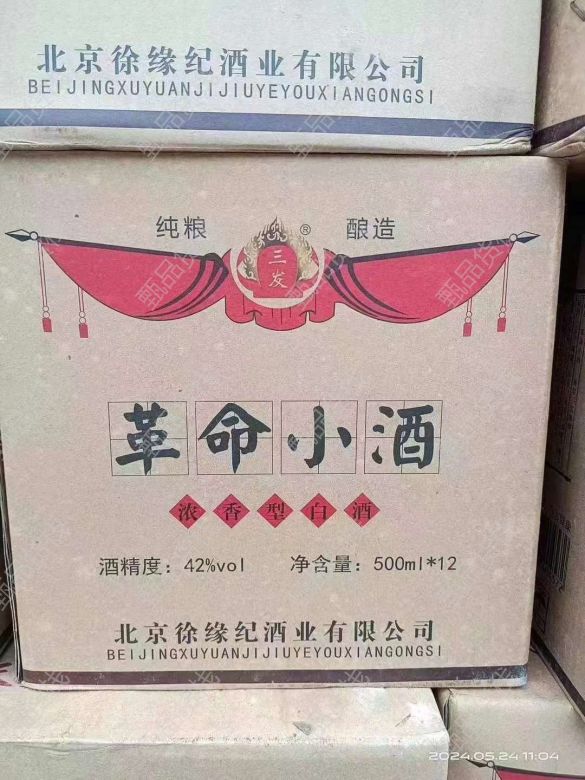 北京徐缘纪酒业有限公司
BEIJINGXUYUANJIJIUYEYOUXIANGONGSI
纯粮 ® 酿造
三发
革命小酒
浓香型白酒
酒精度：42%vol 净含量：500ml*12
北京徐缘纪酒业有限公司
BEIJINGXUYUANJIJIUYEYOUXIANGONGSI
2024.05.24 11:04